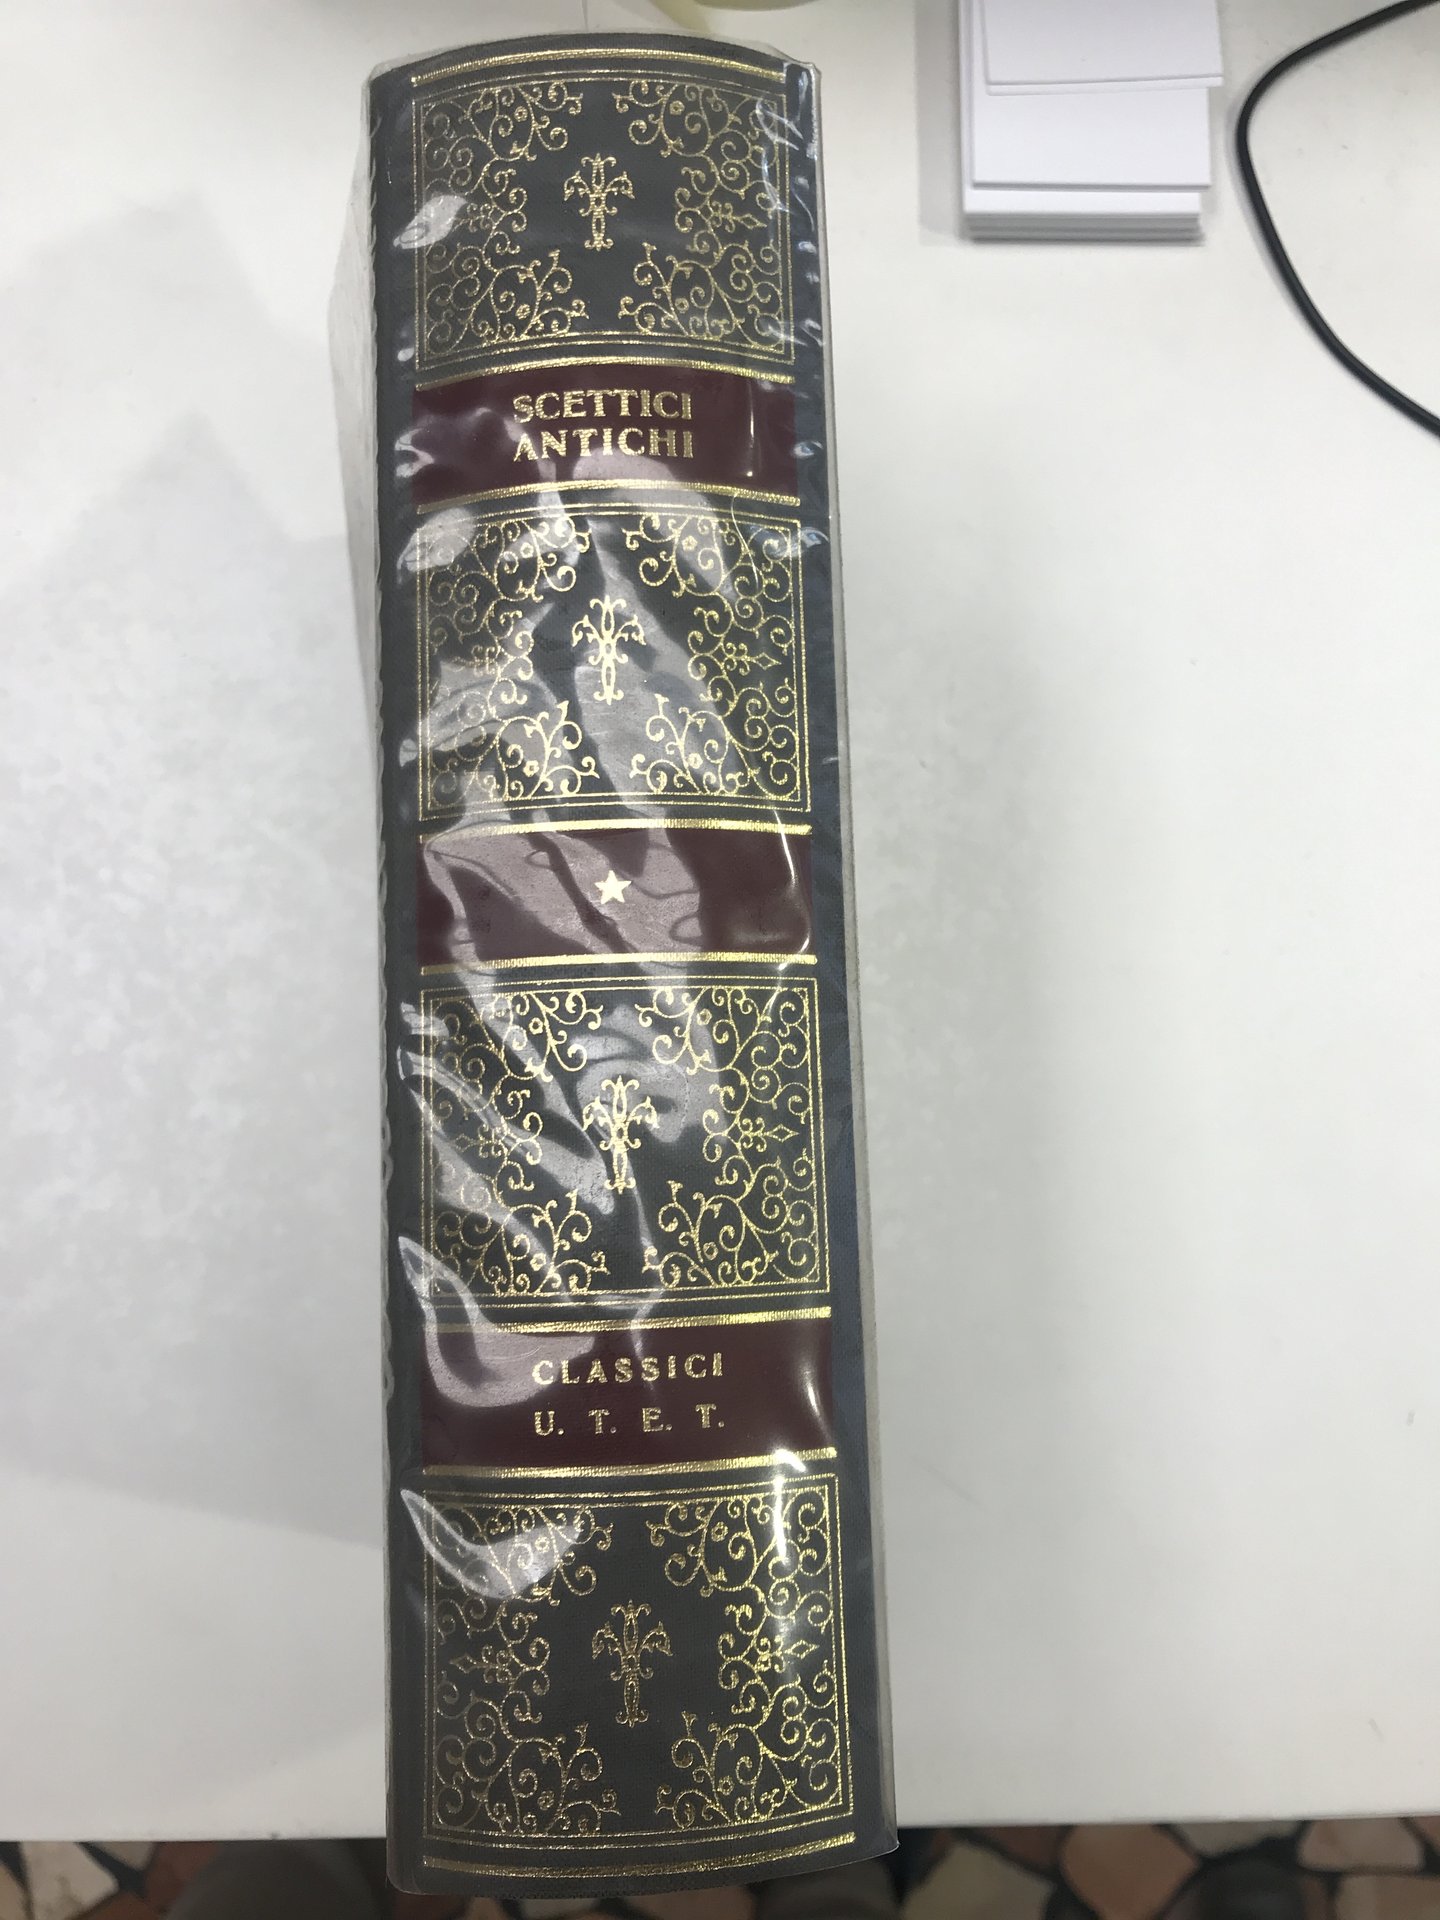 SCETTICI
ANTICHI
CLASSICI
U. T. E. T.